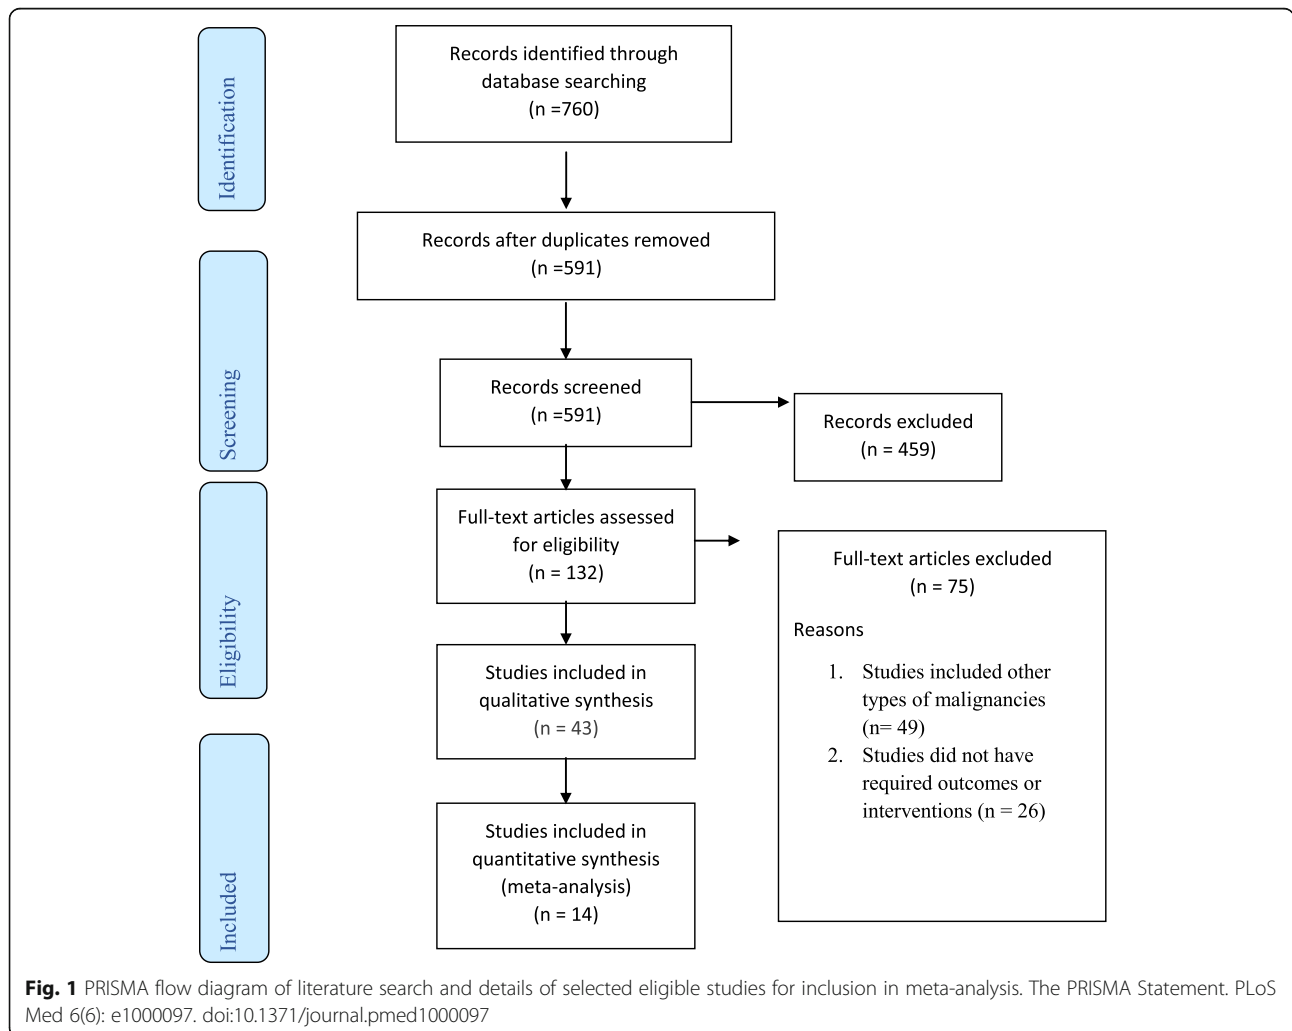 Identification
Records identified through
database searching
(n =760)
Records after duplicates removed
(n =591)
Screening
Records screened
(n =591)
Records excluded
(n = 459)
Eligibility
Full-text articles assessed
for eligibility
(n = 132)
Full-text articles excluded
(n = 75)
Reasons
1. Studies included other
types of malignancies
(n= 49)
2. Studies did not have
required outcomes or
interventions (n = 26)
Studies included in
qualitative synthesis
(n = 43)
Included
Studies included in
quantitative synthesis
(meta-analysis)
(n = 14)
Fig. 1 PRISMA flow diagram of literature search and details of selected eligible studies for inclusion in meta-analysis. The PRISMA Statement. PLoS
Med 6(6): e1000097. doi:10.1371/journal.pmed1000097